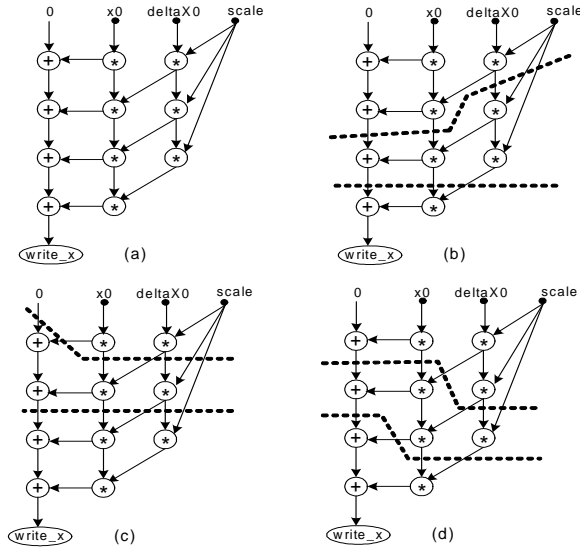 0 x0 deltaX0 scale
+ * *
+ * *
+ * *
+ *
write_x (a)
0 x0 deltaX0 scale
+ * *
+ * *
+ * *
+ *
write_x (b)
0 x0 deltaX0 scale
+ * *
+ * *
+ * *
+ *
write_x (c)
0 x0 deltaX0 scale
+ * *
+ * *
+ * *
+ *
write_x (d)